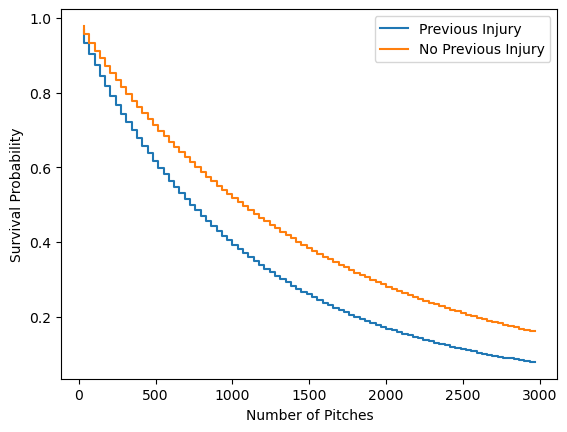 1.0
0.8
0.6
0.4
0.2
Survival Probability
Previous Injury
No Previous Injury
0 500 1000 1500 2000 2500 3000
Number of Pitches